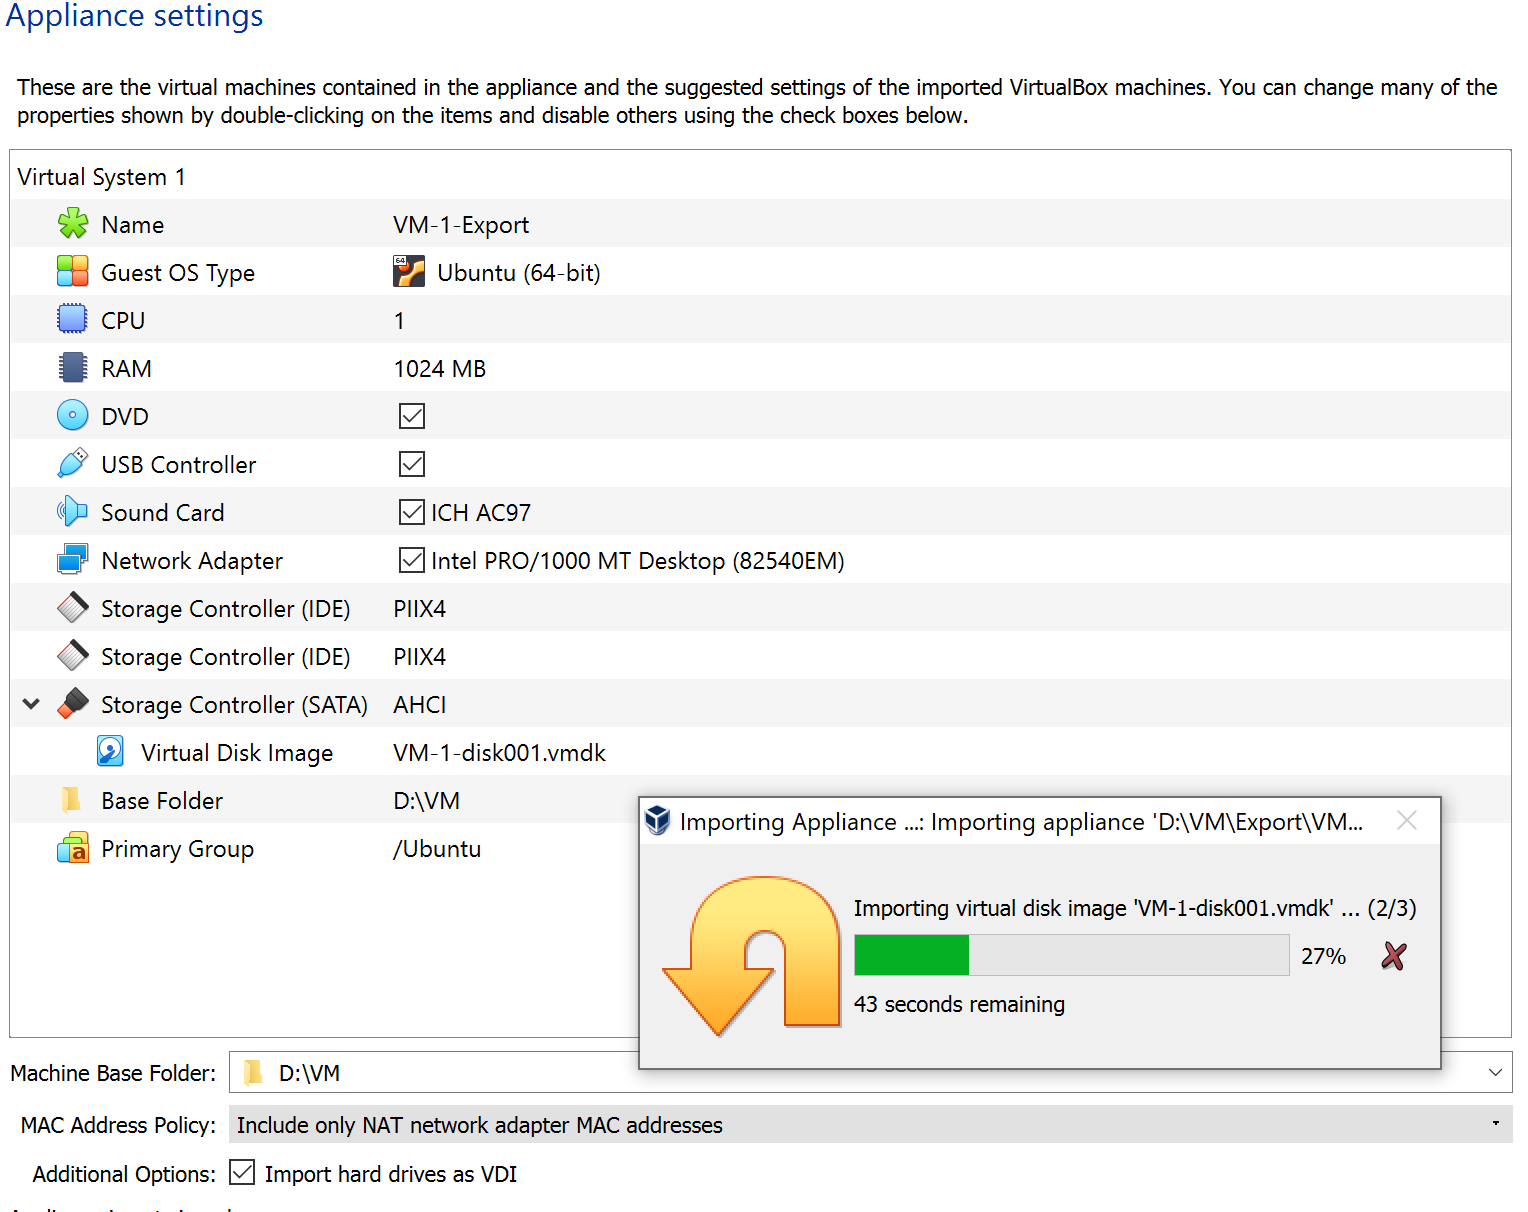 Appliance settings
These are the virtual machines contained in the appliance and the suggested settings of the imported VirtualBox machines. You can change many of the
properties shown by double-clicking on the items and disable others using the check boxes below.
Virtual System 1
Name VM-1-Export
Guest OS Type 64 Ubuntu (64-bit)
CPU 1
RAM 1024 MB
DVD
USB Controller
Sound Card ICH AC97
Network Adapter Intel PRO/1000 MT Desktop (82540EM)
Storage Controller (IDE) PIIX4
Storage Controller (IDE) PIIX4
Storage Controller (SATA) AHCI
Virtual Disk Image VM-1-disk001.vmdk
Base Folder D:\VM
a Primary Group /Ubuntu
Importing Appliance ...: Importing appliance 'D:\VM\Export\VM...
Importing virtual disk image 'VM-1-disk001.vmdk' ... (2/3)
27%
43 seconds remaining
Machine Base Folder: D:\VM
MAC Address Policy: Include only NAT network adapter MAC addresses
Additional Options: Import hard drives as VDI